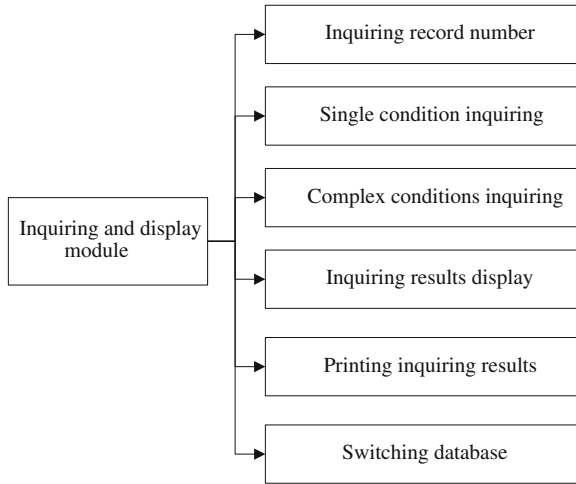 Inquiring record number
Single condition inquiring
Complex conditions inquiring
Inquiring and display
module
Inquiring results display
Printing inquiring results
Switching database